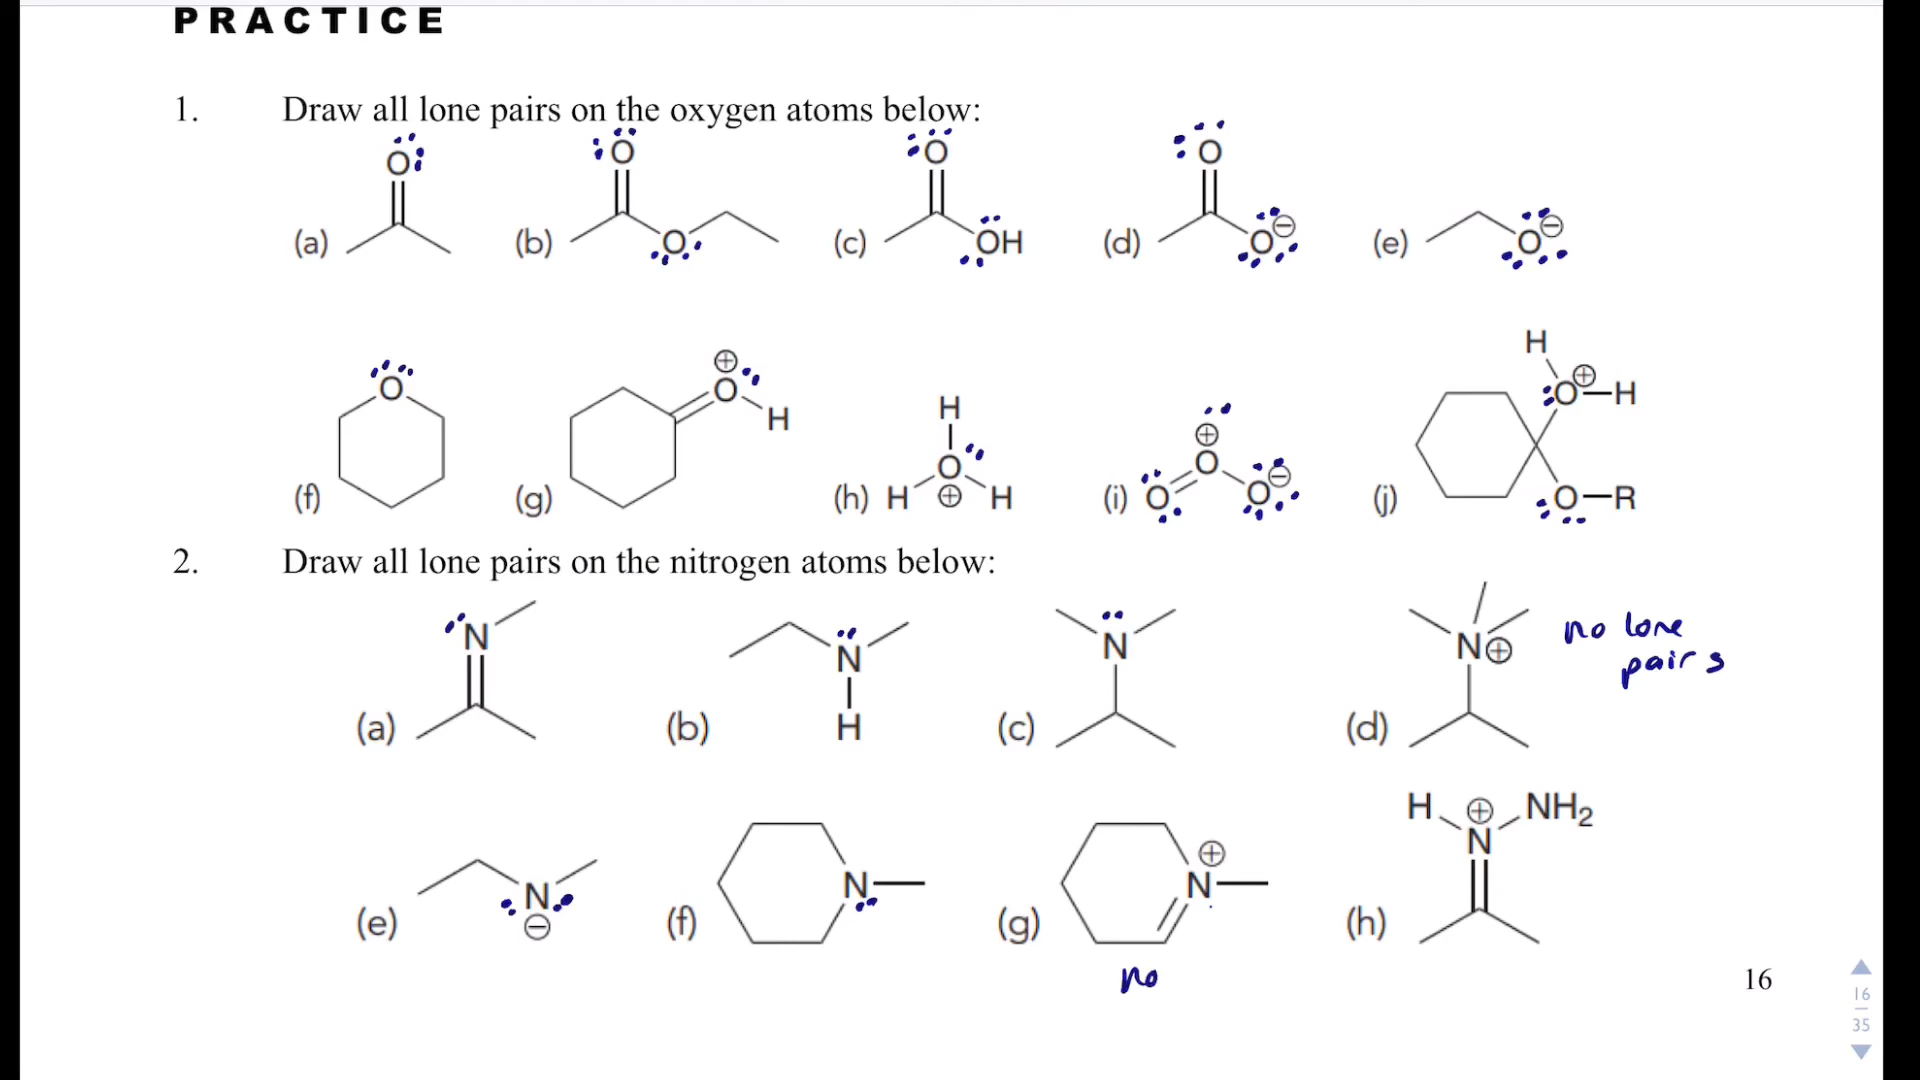 PRACTICE
1. Draw all lone pairs on the oxygen atoms below:
(a) O
(b) O O
(c) O OH
(d) O O ⊖
(e) O ⊖
(f) O
(g) ⊕ O H
(h) H O ⊕ H H
(i) O ⊕ O O ⊖
(j) H O ⊕ H O R
2. Draw all lone pairs on the nitrogen atoms below:
(a) N
(b) N H
(c) N
(d) N ⊕ no lone
pairs
(e) N ⊖
(f) N
(g) N ⊕
no
(h) H ⊕ N NH₂
16
16
35